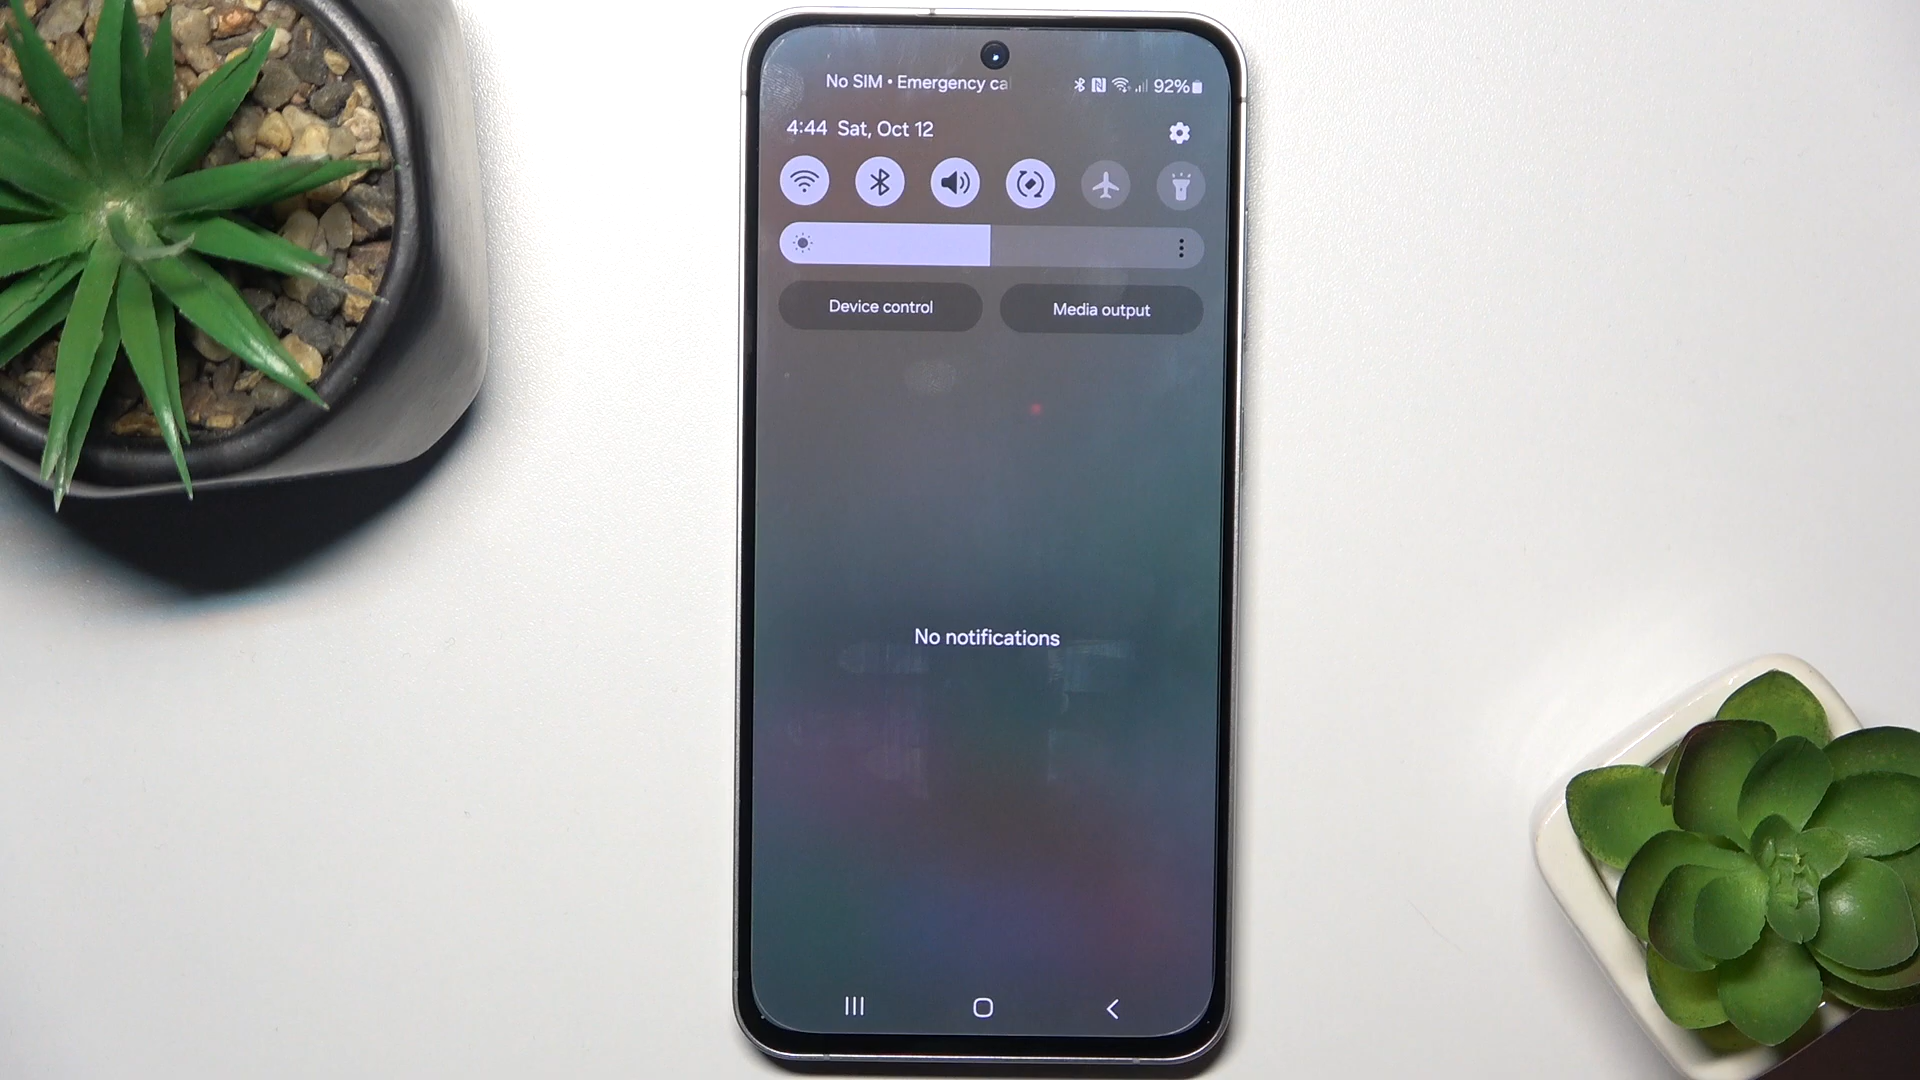 No SIM • Emergency ca
92%
4:44 Sat, Oct 12
Device control
Media output
No notifications